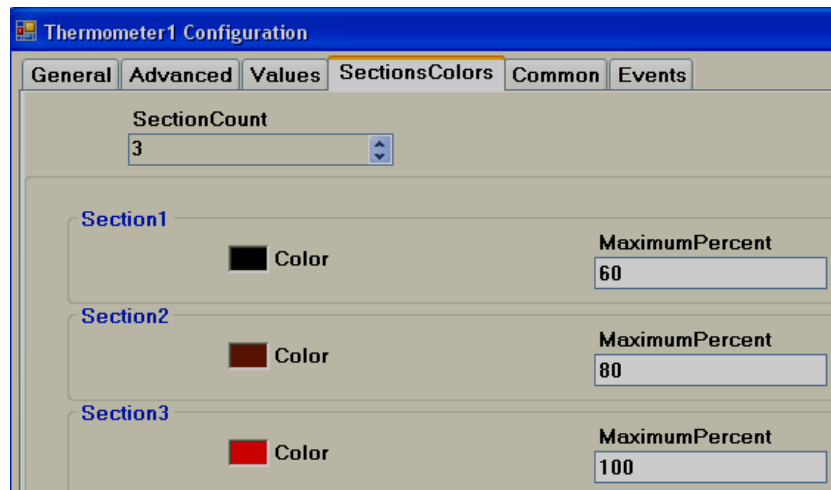 Thermometer1 Configuration
General Advanced Values SectionsColors Common Events
SectionCount
3
Section1
Color
MaximumPercent
60
Section2
Color
MaximumPercent
80
Section3
Color
MaximumPercent
100